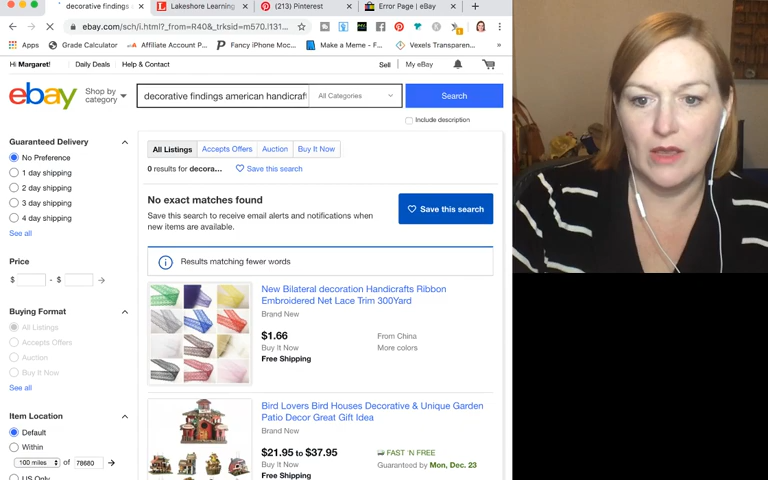 decorative findings a
Lakeshore Learning
(213) Pinterest
Error Page | eBay
ebay.com/sch/i.html?_from=R40&_trksid=m570.l131...
Apps
Grade Calculator
Affiliate Account P...
Fancy iPhone Moc...
Make a Meme - F...
Vexels Transparen...
Hi Margaret!
Daily Deals
Help & Contact
Sell
My eBay
ebay
Shop by
category
decorative findings american handicraft
All Categories
Search
Include description
Guaranteed Delivery
No Preference
1 day shipping
2 day shipping
3 day shipping
4 day shipping
See all
Price
$ - $
Buying Format
All Listings
Accepts Offers
Auction
Buy It Now
See all
Item Location
Default
Within
100 miles of 78680
US Only
All Listings
Accepts Offers
Auction
Buy It Now
0 results for decora...
Save this search
No exact matches found
Save this search to receive email alerts and notifications when
new items are available.
Save this search
Results matching fewer words
New Bilateral decoration Handicrafts Ribbon
Embroidered Net Lace Trim 300Yard
Brand New
$1.66
Buy It Now
Free Shipping
From China
More colors
Bird Lovers Bird Houses Decorative & Unique Garden
Patio Decor Great Gift Idea
Brand New
$21.95 to $37.95
Buy It Now
Free Shipping
FAST 'N FREE
Guaranteed by Mon, Dec. 23